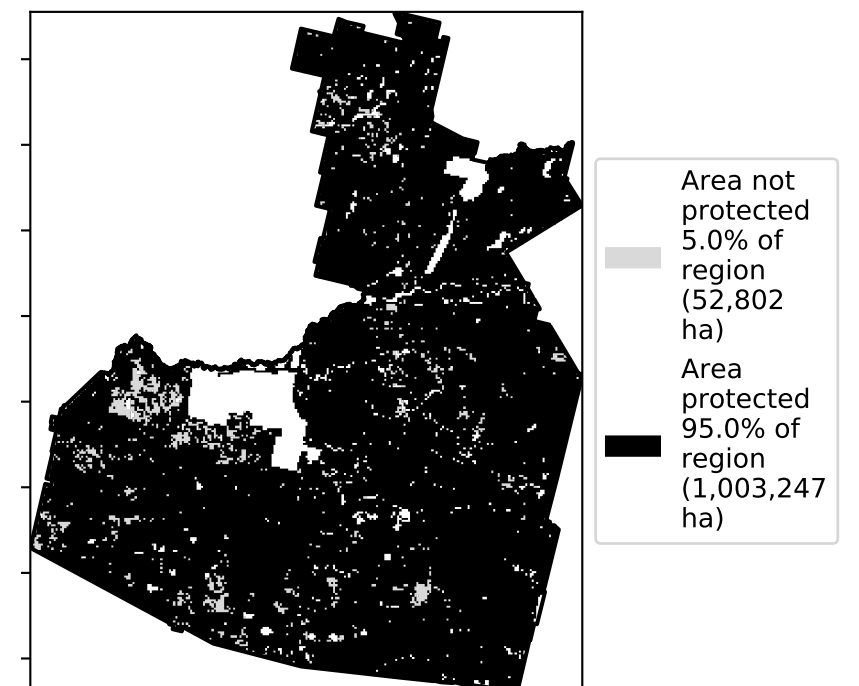 Area not
protected
5.0% of
region
(52,802
ha)
Area
protected
95.0% of
region
(1,003,247
ha)